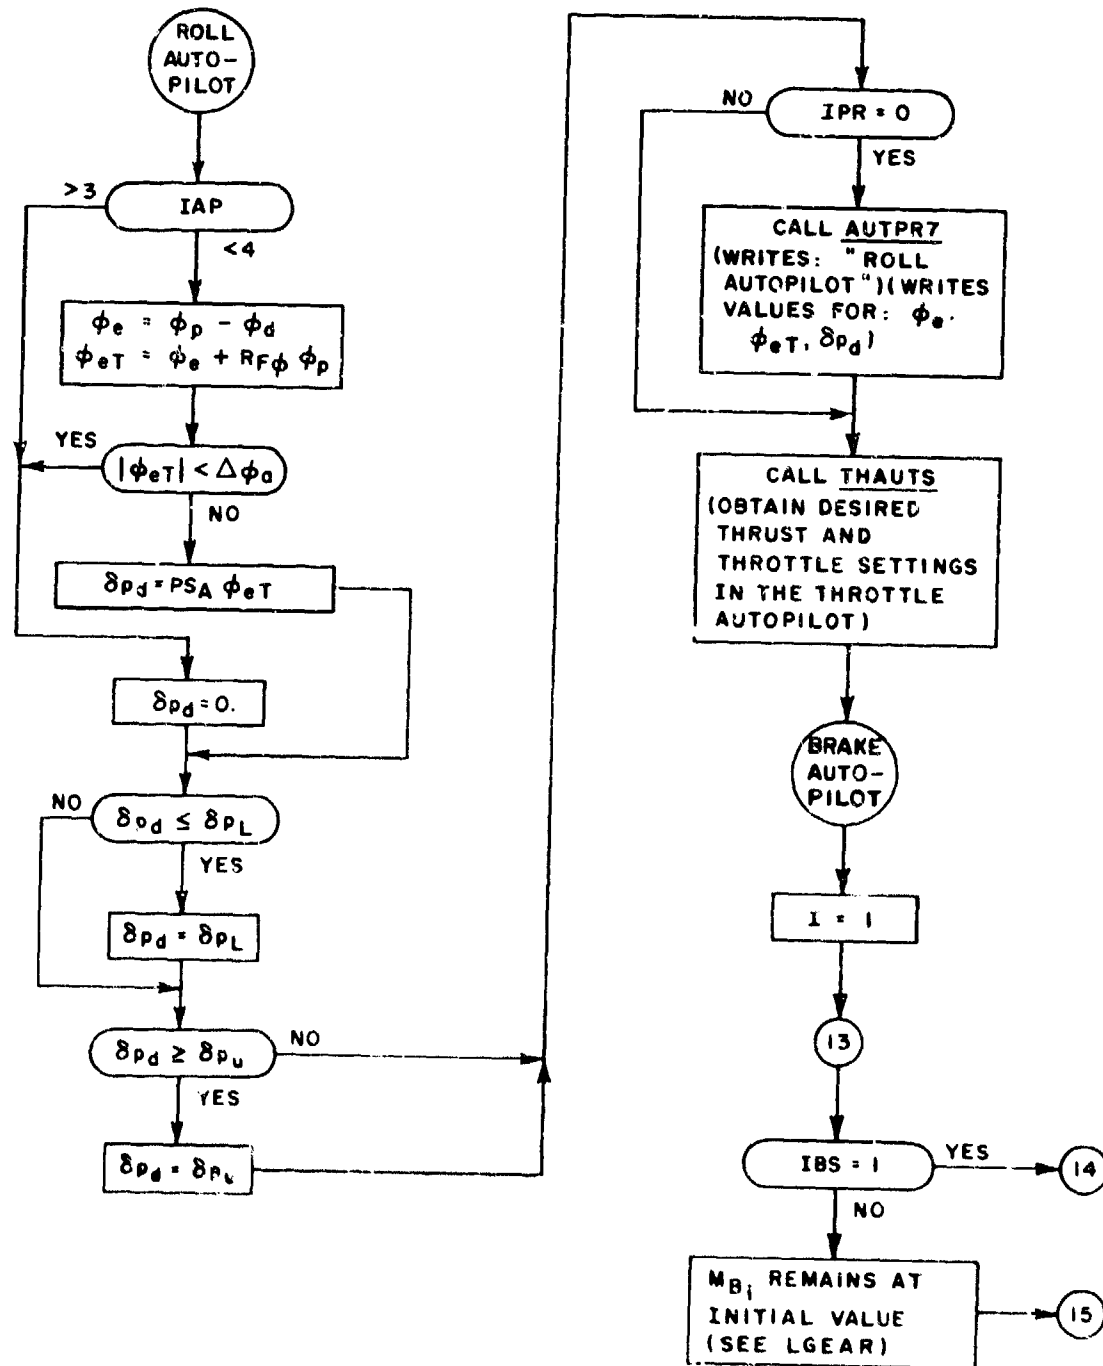 ROLL
AUTO-
PILOT
>3
IAP
<4
ϕe = ϕp - ϕd
ϕeT = ϕe + RFϕ ϕp
YES
|ϕeT| < Δϕa
NO
δPd = PSA ϕeT
δPd = 0.
NO
δPd ≤ δPL
YES
δPd = δPL
δPd ≥ δPu
NO
YES
δPd = δPu
NO
IPR = 0
YES
CALL AUTPR7
(WRITES: "ROLL
AUTOPILOT")(WRITES
VALUES FOR: ϕe.
ϕeT, δPd)
CALL THAUTS
(OBTAIN DESIRED
THRUST AND
THROTTLE SETTINGS
IN THE THROTTLE
AUTOPILOT)
BRAKE
AUTO-
PILOT
I = 1
13
IBS = 1
YES
14
NO
MBi REMAINS AT
INITIAL VALUE
(SEE LGEAR)
15